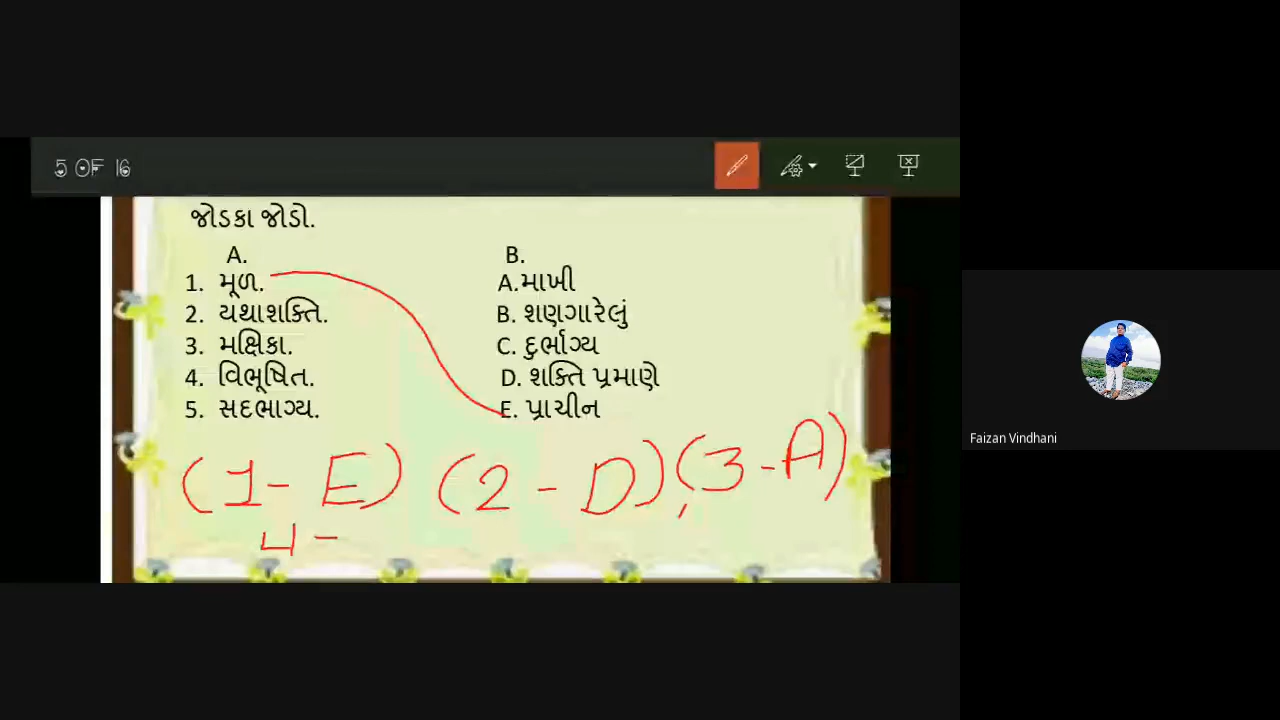 5 OF 16
જોડકા જોડો.
A. B.
1. મૂળ. A.માખી
2. યથાશક્તિ. B. શણગારેલું
3. મક્ષિકા. C. દુર્ભાગ્ય
4. વિભૂષિત. D. શક્તિ પ્રમાણે
5. સદભાગ્ય. E. પ્રાચીન
(1- E) (2 - D) (3 - A)
4 -
Faizan Vindhani